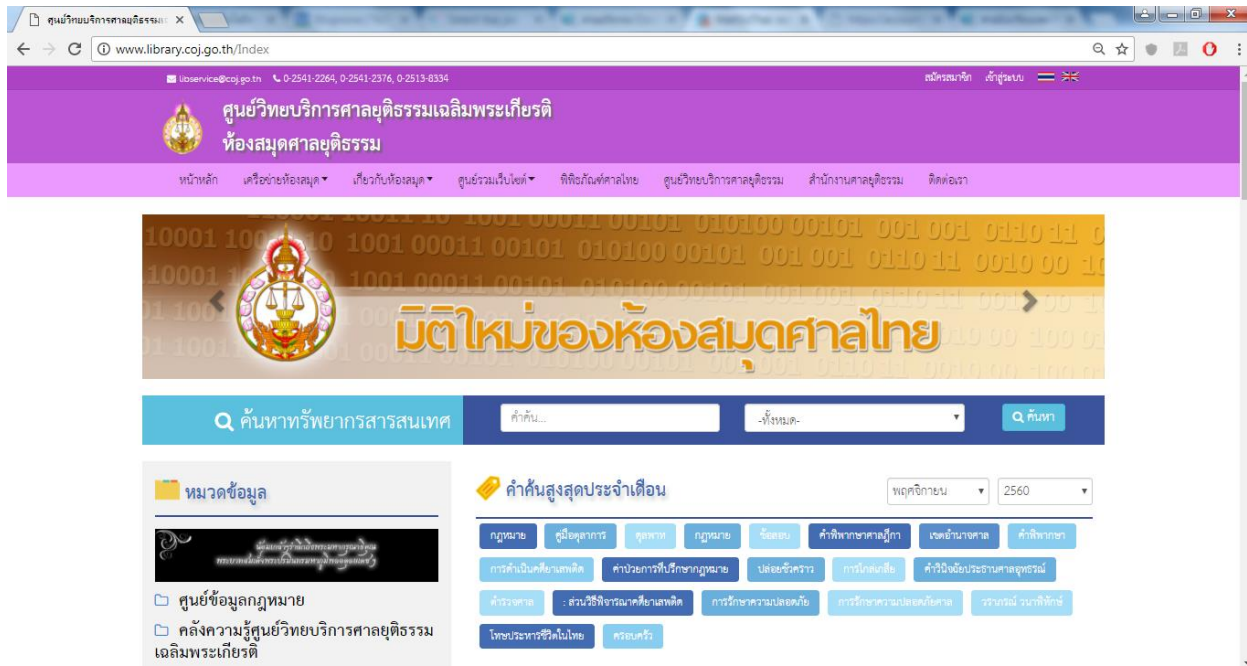 ศูนย์วิทยบริการศาลยุติธรรม
www.library.coj.go.th/Index
libservice@coj.go.th 0-2541-2264, 0-2541-2376, 0-2513-8334
สมัครสมาชิก เข้าสู่ระบบ
ศูนย์วิทยบริการศาลยุติธรรมเฉลิมพระเกียรติ
ห้องสมุดศาลยุติธรรม
หน้าหลัก เครือข่ายห้องสมุด เกี่ยวกับห้องสมุด ศูนย์รวมเว็บไซต์ พิพิธภัณฑ์ศาลไทย ศูนย์วิทยบริการศาลยุติธรรม สำนักงานศาลยุติธรรม ติดต่อเรา
มิติใหม่ของห้องสมุดศาลไทย
ค้นหาทรัพยากรสารสนเทศ คำค้น... -ทั้งหมด- ค้นหา
หมวดข้อมูล
ศูนย์ข้อมูลกฎหมาย
คลังความรู้ศูนย์วิทยบริการศาลยุติธรรม
เฉลิมพระเกียรติ
คำค้นสูงสุดประจำเดือน พฤศจิกายน 2560
กฎหมาย คู่มือตุลาการ ดุลพาห กฎหมาย ข้อสอบ คำพิพากษาศาลฎีกา เขตอำนาจศาล คำพิพากษา
การดำเนินคดียาเสพติด ค่าป่วยการที่ปรึกษากฎหมาย ปล่อยชั่วคราว การไกล่เกลี่ย คำวินิจฉัยประธานศาลอุทธรณ์
ตำรวจศาล : ส่วนวิธีพิจารณาคดียาเสพติด การรักษาความปลอดภัย การรักษาความปลอดภัยศาล วราภรณ์ วนาพิทักษ์
โทษประหารชีวิตในไทย ครอบครัว